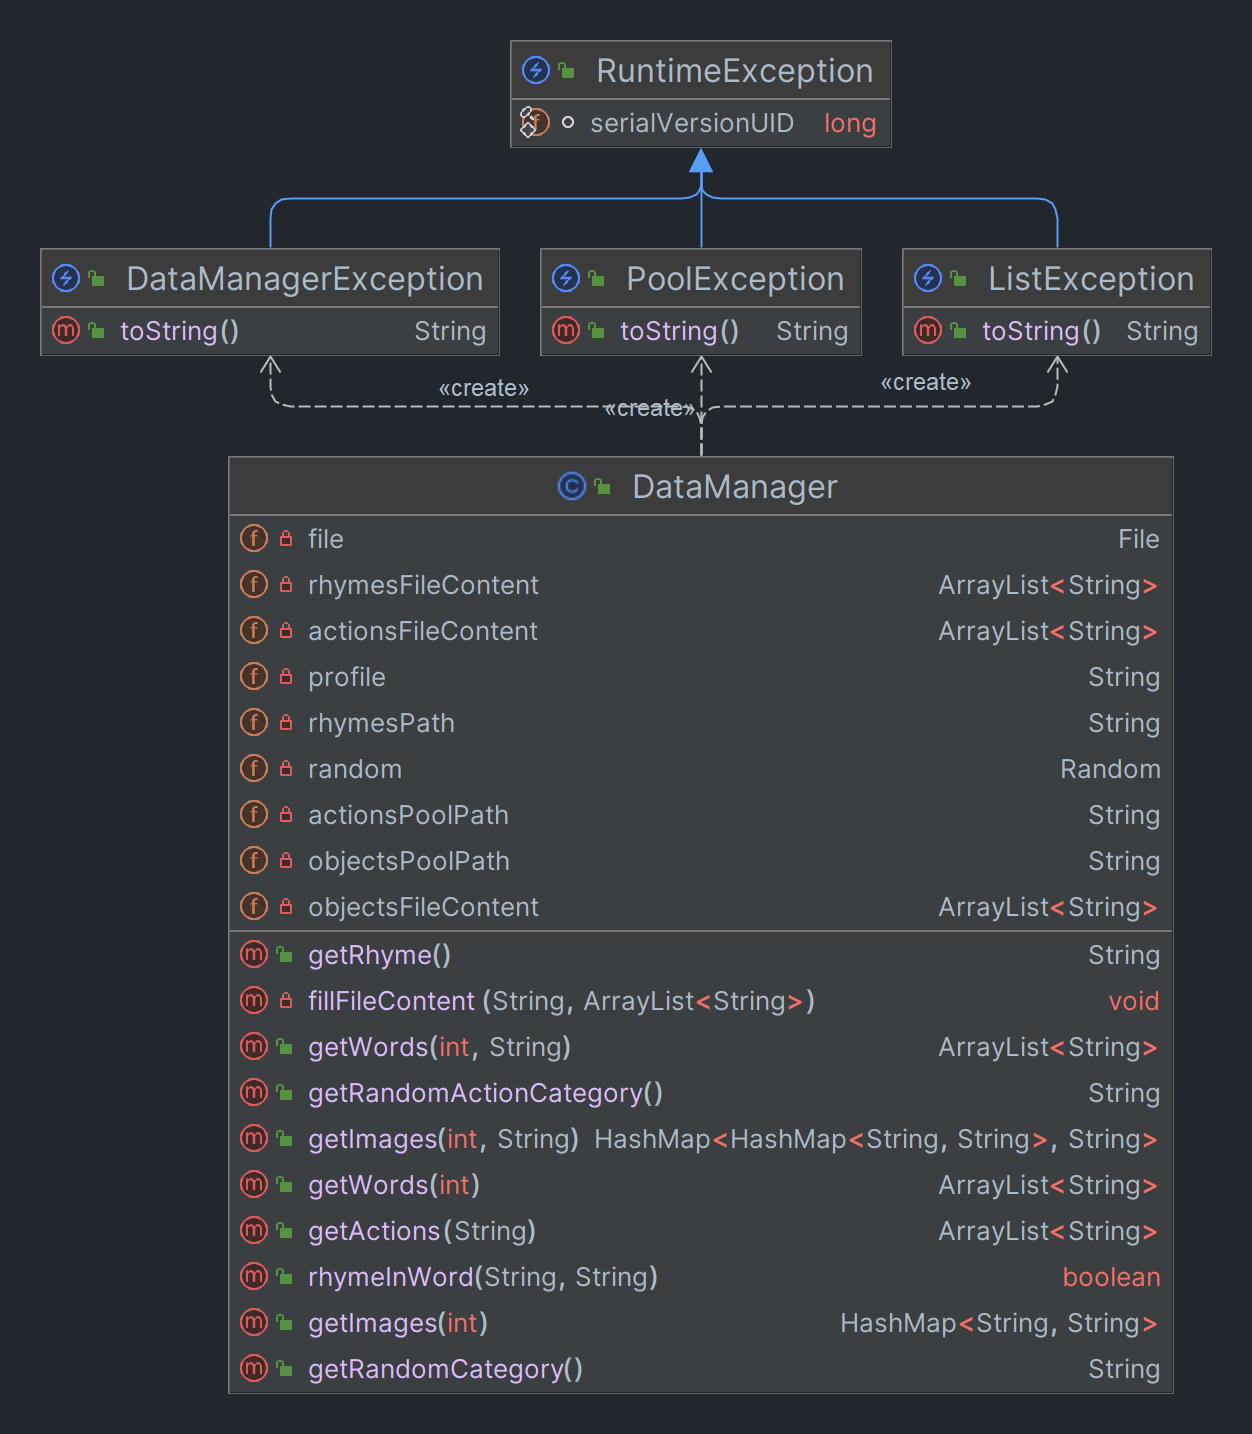 RuntimeException
serialVersionUID long
DataManagerException
toString() String
PoolException
toString() String
ListException
toString() String
«create»
«create»
«create»
DataManager
file File
rhymesFileContent ArrayList<String>
actionsFileContent ArrayList<String>
profile String
rhymesPath String
random Random
actionsPoolPath String
objectsPoolPath String
objectsFileContent ArrayList<String>
getRhyme() String
fillFileContent(String, ArrayList<String>) void
getWords(int, String) ArrayList<String>
getRandomActionCategory() String
getImages(int, String) HashMap<HashMap<String, String>, String>
getWords(int) ArrayList<String>
getActions(String) ArrayList<String>
rhymeInWord(String, String) boolean
getImages(int) HashMap<String, String>
getRandomCategory() String